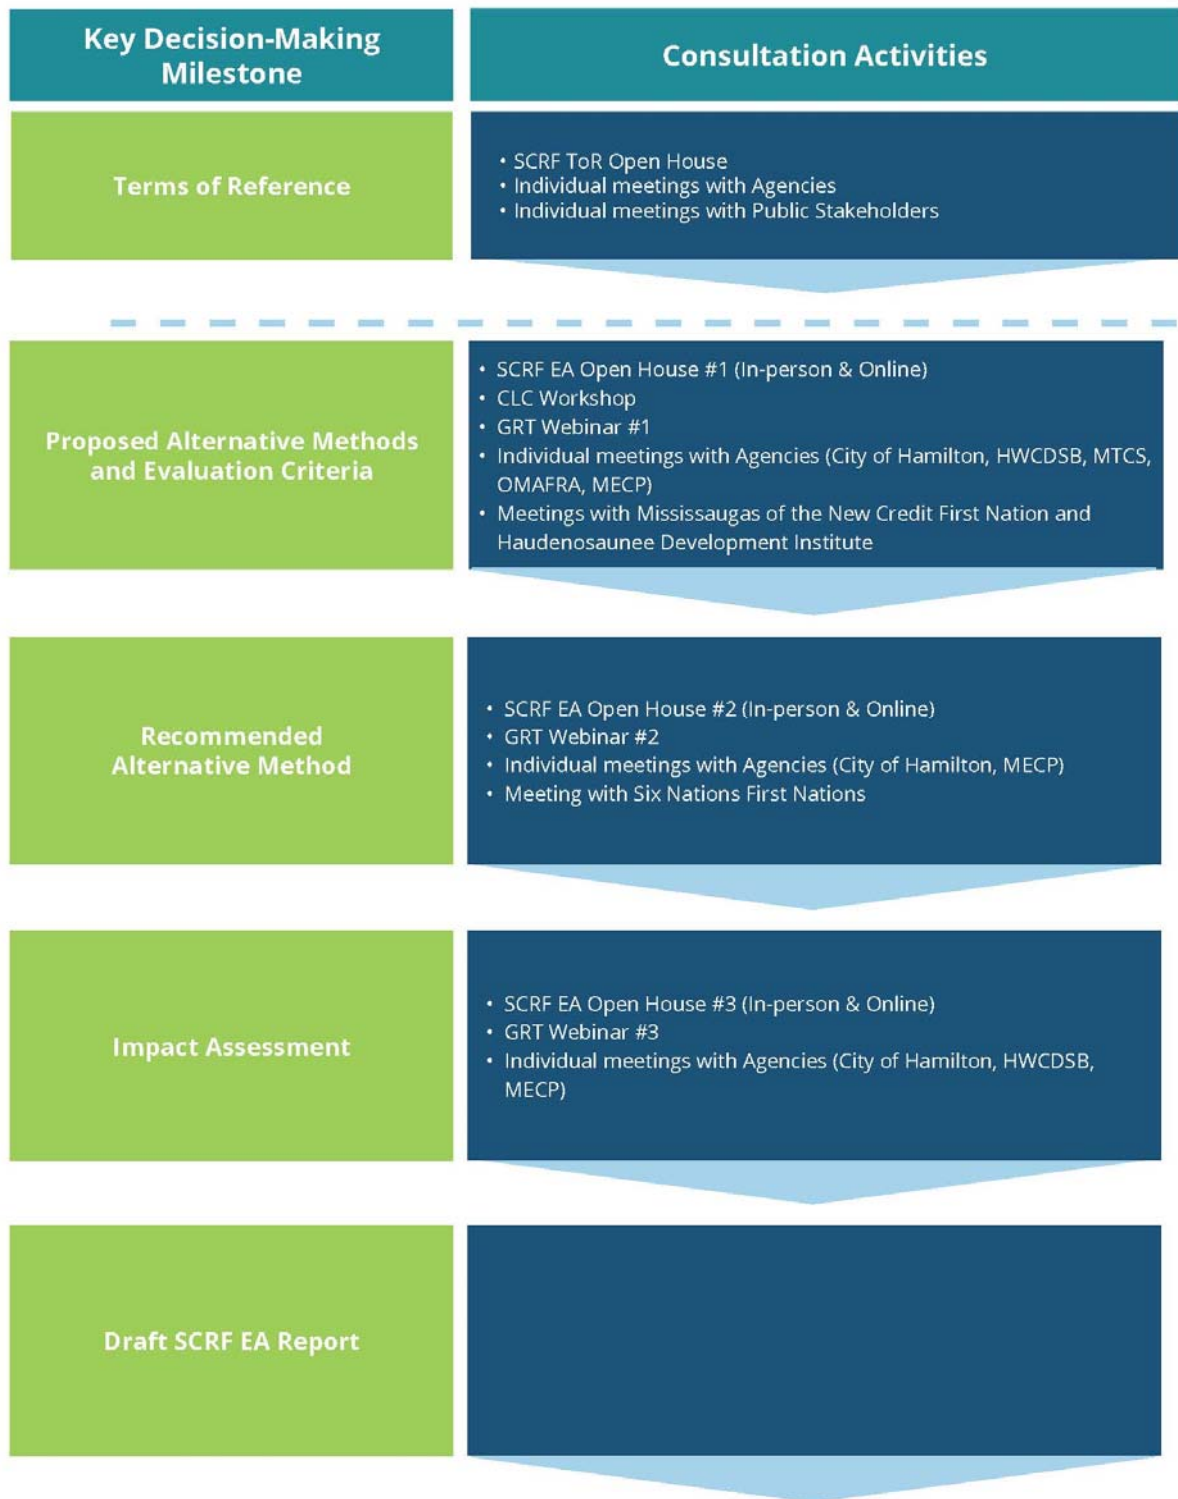 Key Decision-Making
Milestone
Consultation Activities
Terms of Reference
• SCRF ToR Open House
• Individual meetings with Agencies
• Individual meetings with Public Stakeholders
Proposed Alternative Methods
and Evaluation Criteria
• SCRF EA Open House #1 (In-person & Online)
• CLC Workshop
• GRT Webinar #1
• Individual meetings with Agencies (City of Hamilton, HWCDSB, MTCS,
OMAFRA, MECP)
• Meetings with Mississaugas of the New Credit First Nation and
Haudenosaunee Development Institute
Recommended
Alternative Method
• SCRF EA Open House #2 (In-person & Online)
• GRT Webinar #2
• Individual meetings with Agencies (City of Hamilton, MECP)
• Meeting with Six Nations First Nations
Impact Assessment
• SCRF EA Open House #3 (In-person & Online)
• GRT Webinar #3
• Individual meetings with Agencies (City of Hamilton, HWCDSB,
MECP)
Draft SCRF EA Report